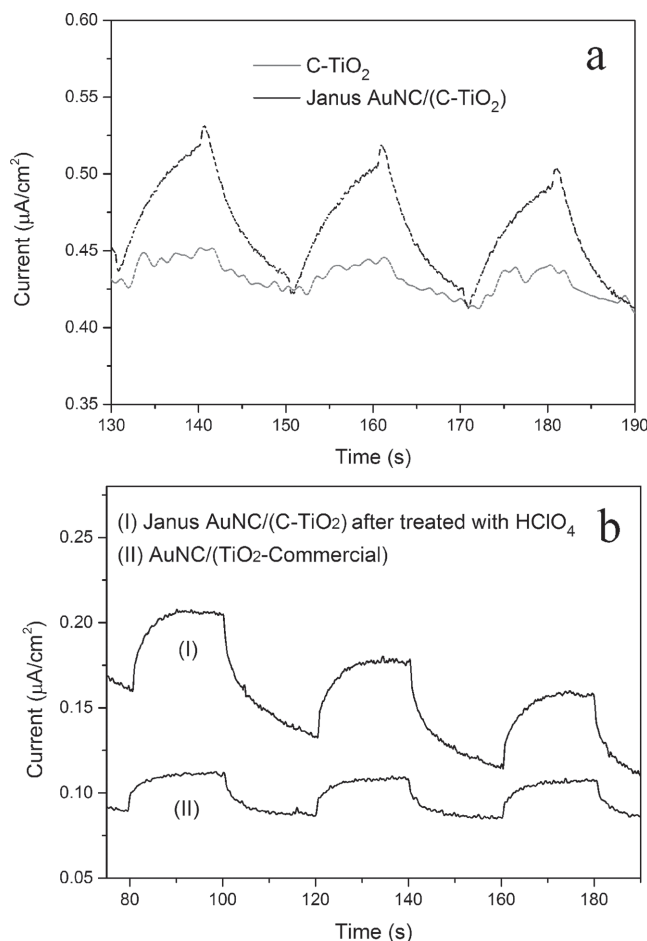 0.60
0.55
0.50
0.45
0.40
0.35
Current (μA/cm²)
a
C-TiO₂
Janus AuNC/(C-TiO₂)
130 140 150 160 170 180 190
Time (s)
0.25
0.20
0.15
0.10
0.05
Current (μA/cm²)
(I) Janus AuNC/(C-TiO₂) after treated with HClO₄
b
(II) AuNC/(TiO₂-Commercial)
(I)
(II)
80 100 120 140 160 180
Time (s)